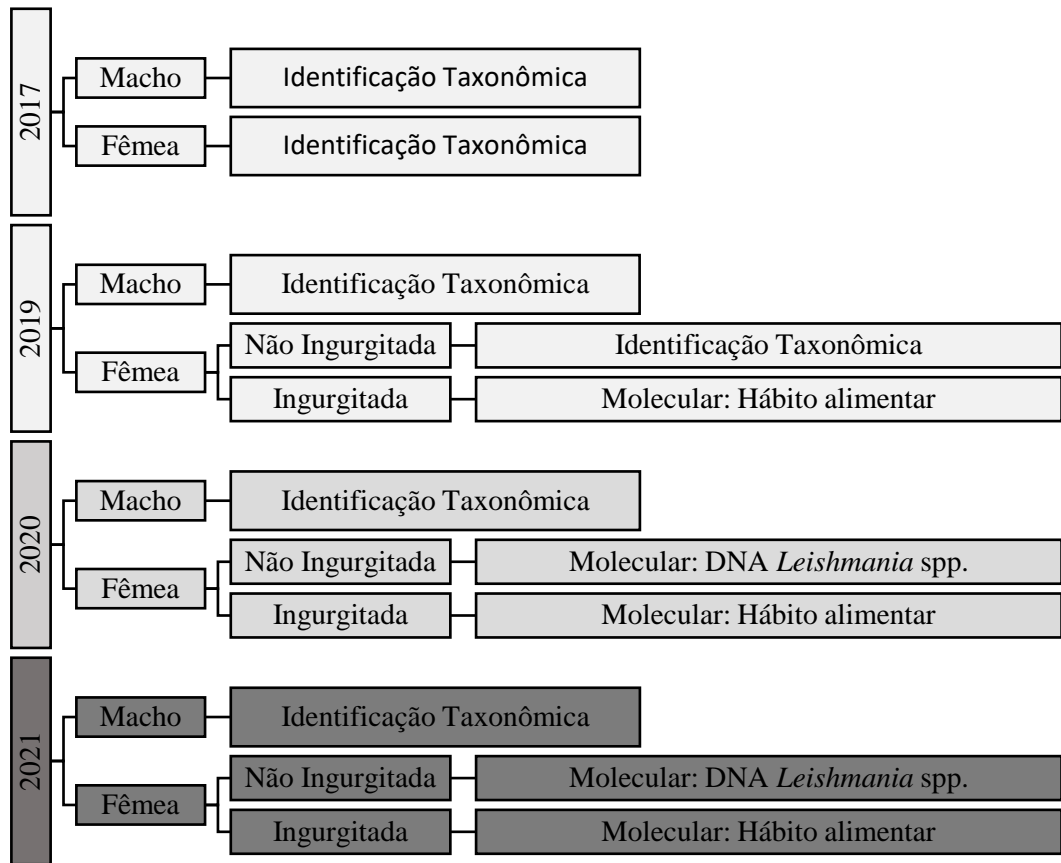 2017
Macho
Identificação Taxonômica
Fêmea
Identificação Taxonômica
2019
Macho
Identificação Taxonômica
Fêmea
Não Ingurgitada
Identificação Taxonômica
Ingurgitada
Molecular: Hábito alimentar
2020
Macho
Identificação Taxonômica
Fêmea
Não Ingurgitada
Molecular: DNA Leishmania spp.
Ingurgitada
Molecular: Hábito alimentar
2021
Macho
Identificação Taxonômica
Fêmea
Não Ingurgitada
Molecular: DNA Leishmania spp.
Ingurgitada
Molecular: Hábito alimentar